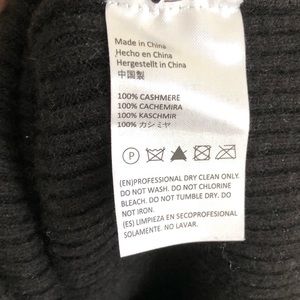 Made in China
Hecho en China
Hergestellt in China
中国製
100% CASHMERE
100% CACHEMIRA
100% KASCHMIR
100% カシミヤ
P
(EN)PROFESSIONAL DRY CLEAN ONLY.
DO NOT WASH. DO NOT CHLORINE
BLEACH. DO NOT TUMBLE DRY. DO
NOT IRON.
(ES) LIMPIEZA EN SECOPROFESIONAL
SOLAMENTE. NO LAVAR.